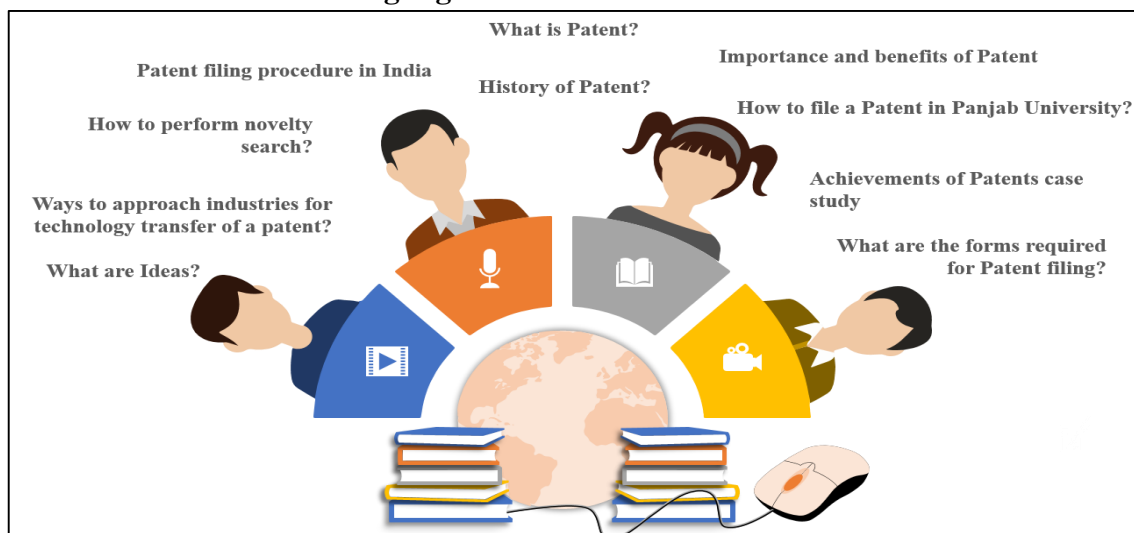 What is Patent?
Importance and benefits of Patent
Patent filing procedure in India
History of Patent?
How to file a Patent in Panjab University?
How to perform novelty
search?
Achievements of Patents case
study
Ways to approach industries for
technology transfer of a patent?
What are the forms required
for Patent filing?
What are Ideas?